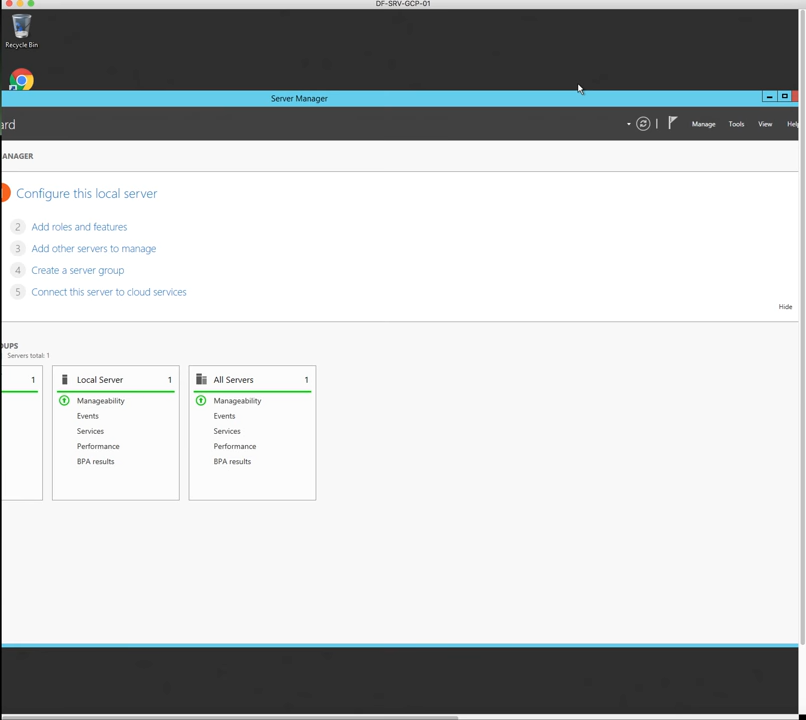 DF-SRV-GCP-01
Recycle Bin
Server Manager
ard
Manage Tools View Help
ANAGER
Configure this local server
2 Add roles and features
3 Add other servers to manage
4 Create a server group
5 Connect this server to cloud services
Hide
OUPS
Servers total: 1
1
Local Server 1
Manageability
Events
Services
Performance
BPA results
All Servers 1
Manageability
Events
Services
Performance
BPA results